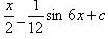 x/2 − 1/12 sin 6x + c